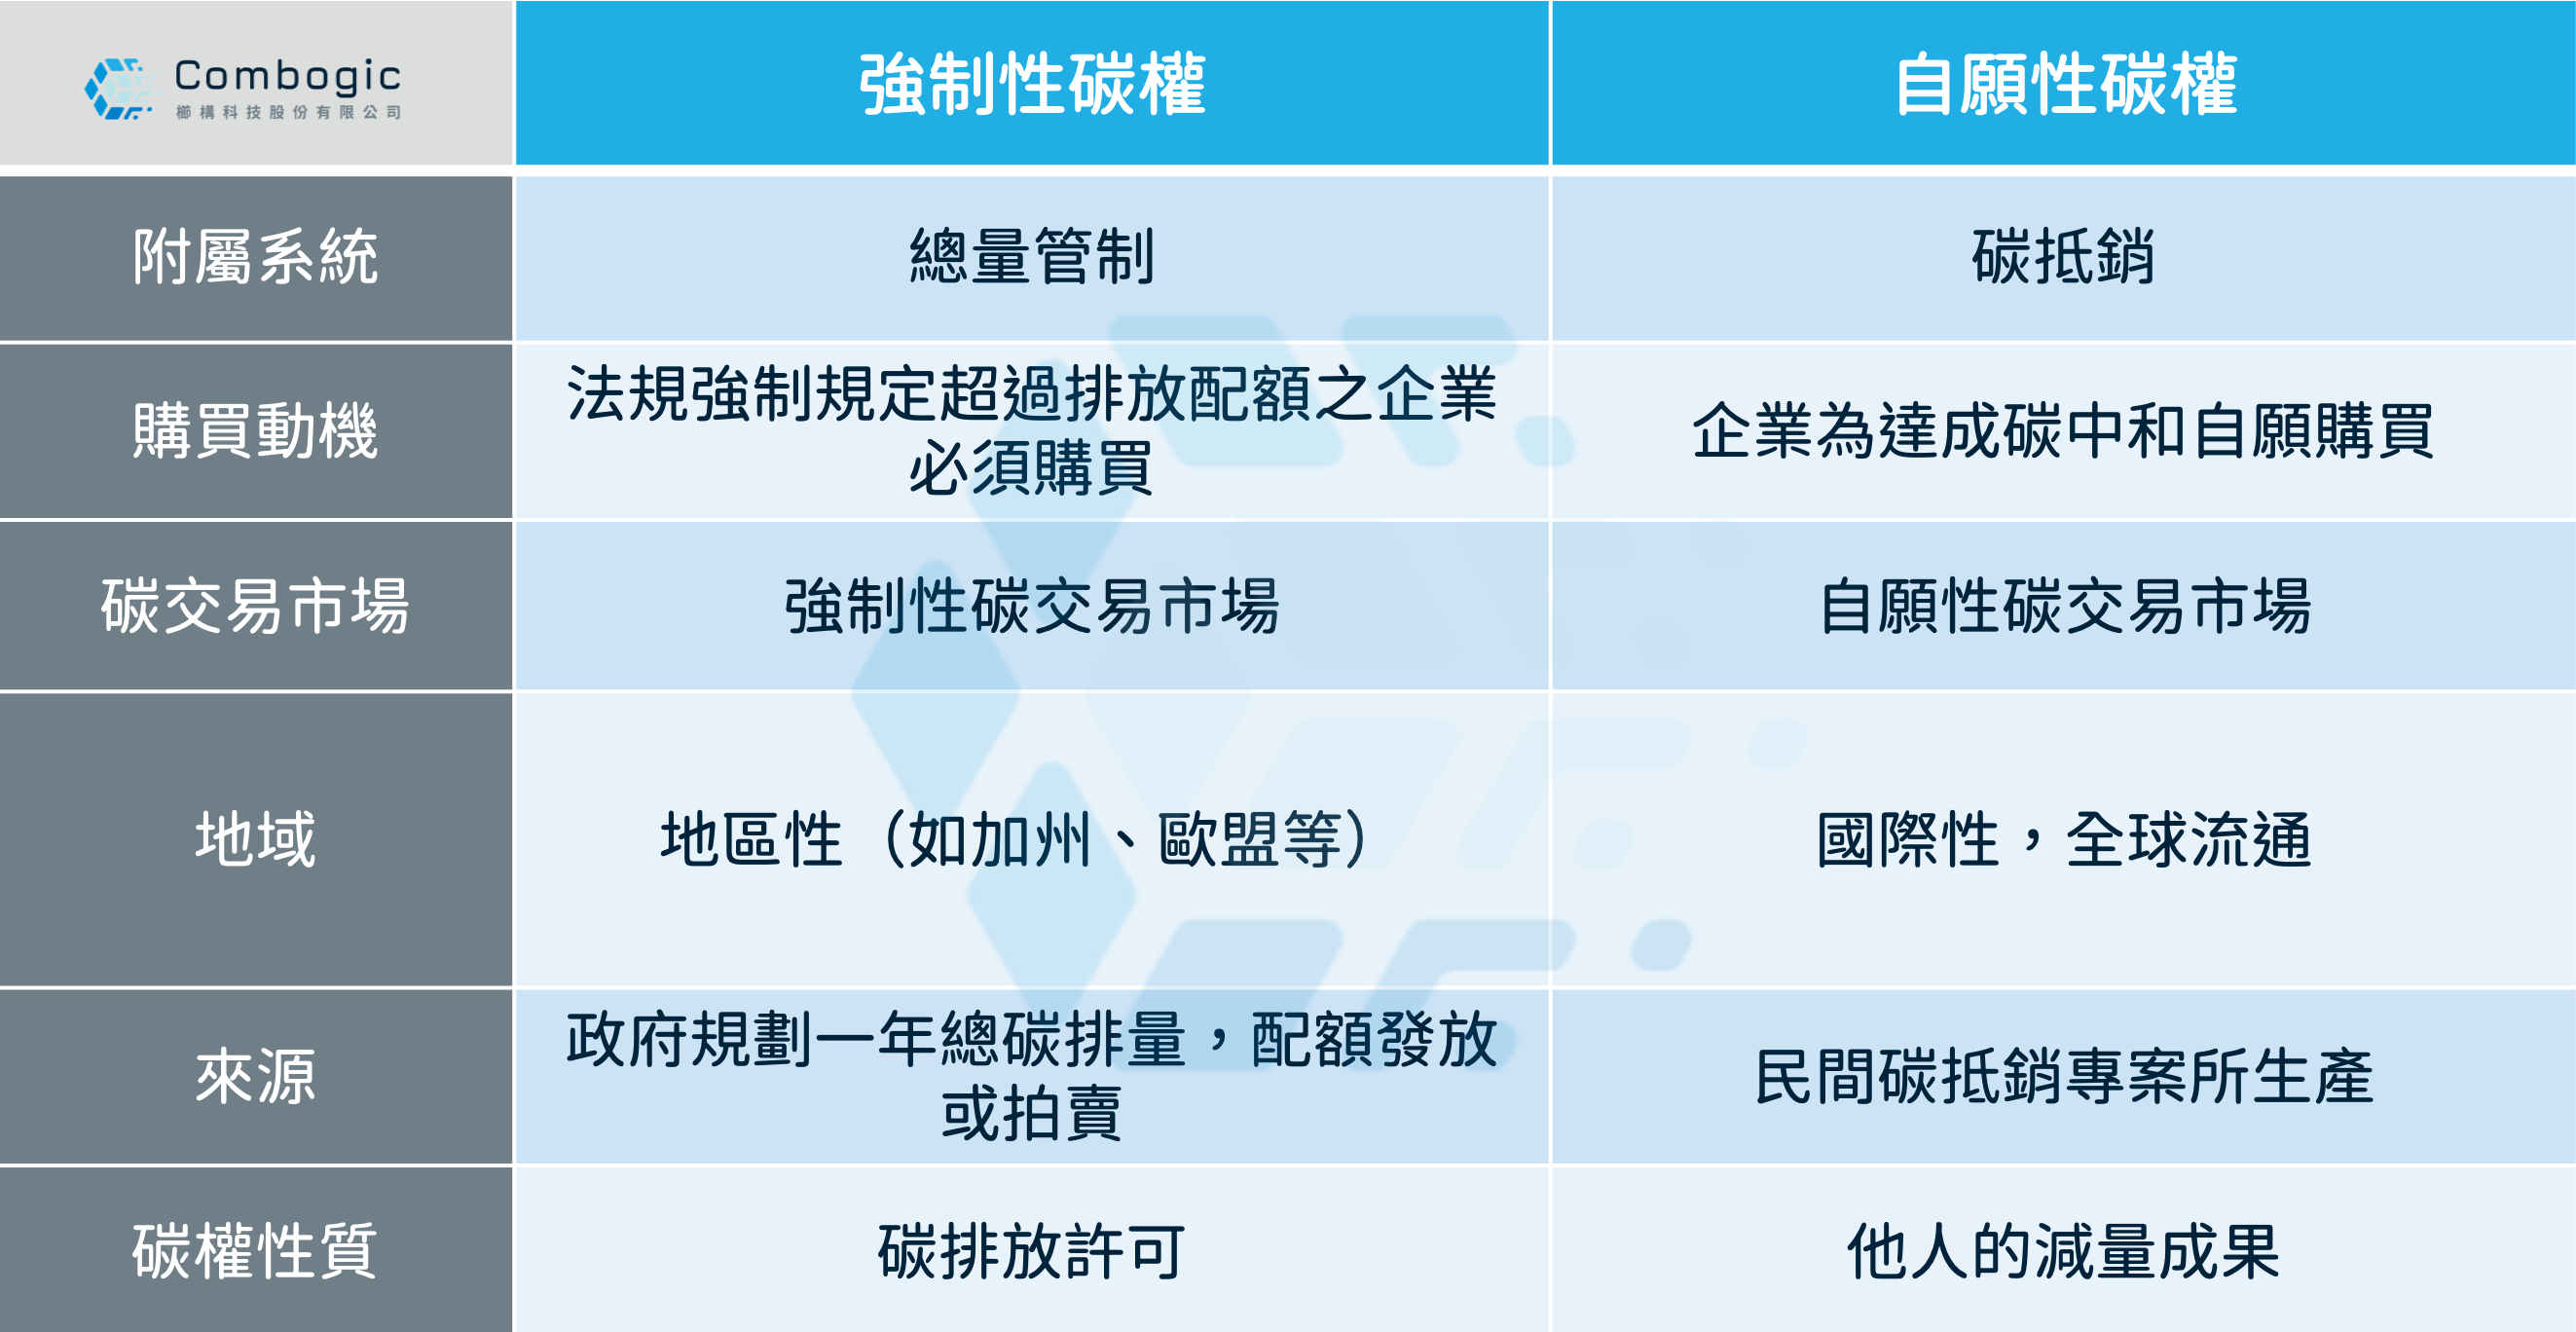 Combogic
櫛構科技股份有限公司
強制性碳權
自願性碳權
附屬系統
總量管制
碳抵銷
購買動機
法規強制規定超過排放配額之企業
必須購買
企業為達成碳中和自願購買
碳交易市場
強制性碳交易市場
自願性碳交易市場
地域
地區性（如加州、歐盟等）
國際性，全球流通
來源
政府規劃一年總碳排量，配額發放
或拍賣
民間碳抵銷專案所生產
碳權性質
碳排放許可
他人的減量成果